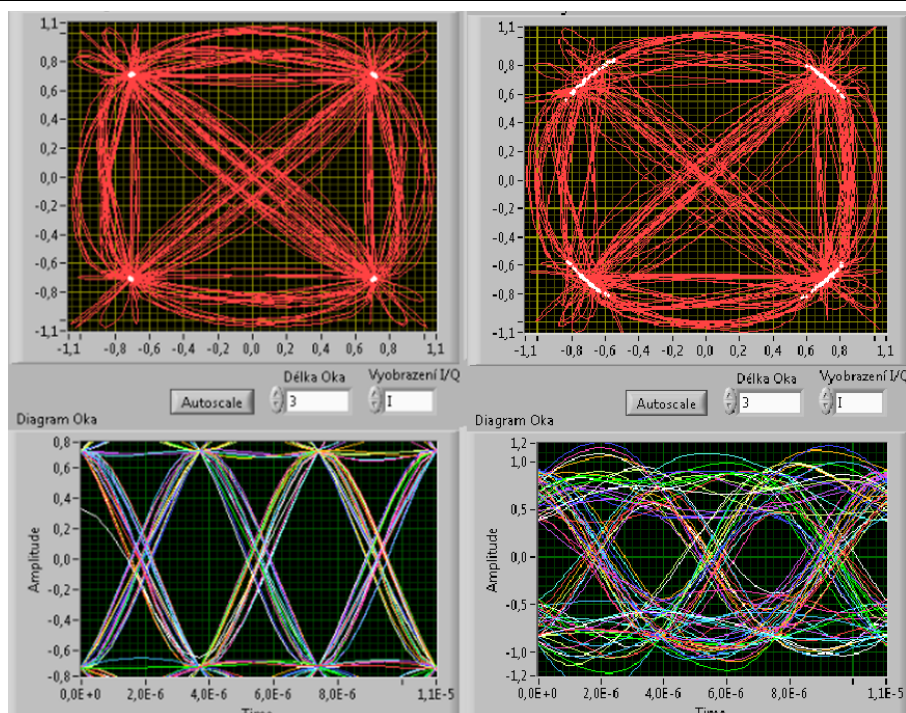 1,1
0,8
0,6
0,4
0,2
0,0
-0,2
-0,4
-0,6
-0,8
-1,1
-1,1 -0,8 -0,6 -0,4 -0,2 0,0 0,2 0,4 0,6 0,8 1,1
Délka Oka
Vyobrazení I/Q
Autoscale
3
I
Diagram Oka
0,8
0,6
0,4
0,2
0,0
-0,2
-0,4
-0,6
-0,8
Amplitude
0,0E+0 2,0E-6 4,0E-6 6,0E-6 8,0E-6 1,1E-5
Time
1,1
0,8
0,6
0,4
0,2
0,0
-0,2
-0,4
-0,6
-0,8
-1,1
-1,1 -0,8 -0,6 -0,4 -0,2 0,0 0,2 0,4 0,6 0,8 1,1
Délka Oka
Vyobrazení I/Q
Autoscale
3
I
Diagram Oka
1,2
1,0
0,5
0,0
-0,5
-1,0
-1,2
Amplitude
0,0E+0 2,0E-6 4,0E-6 6,0E-6 8,0E-6 1,1E-5
Time